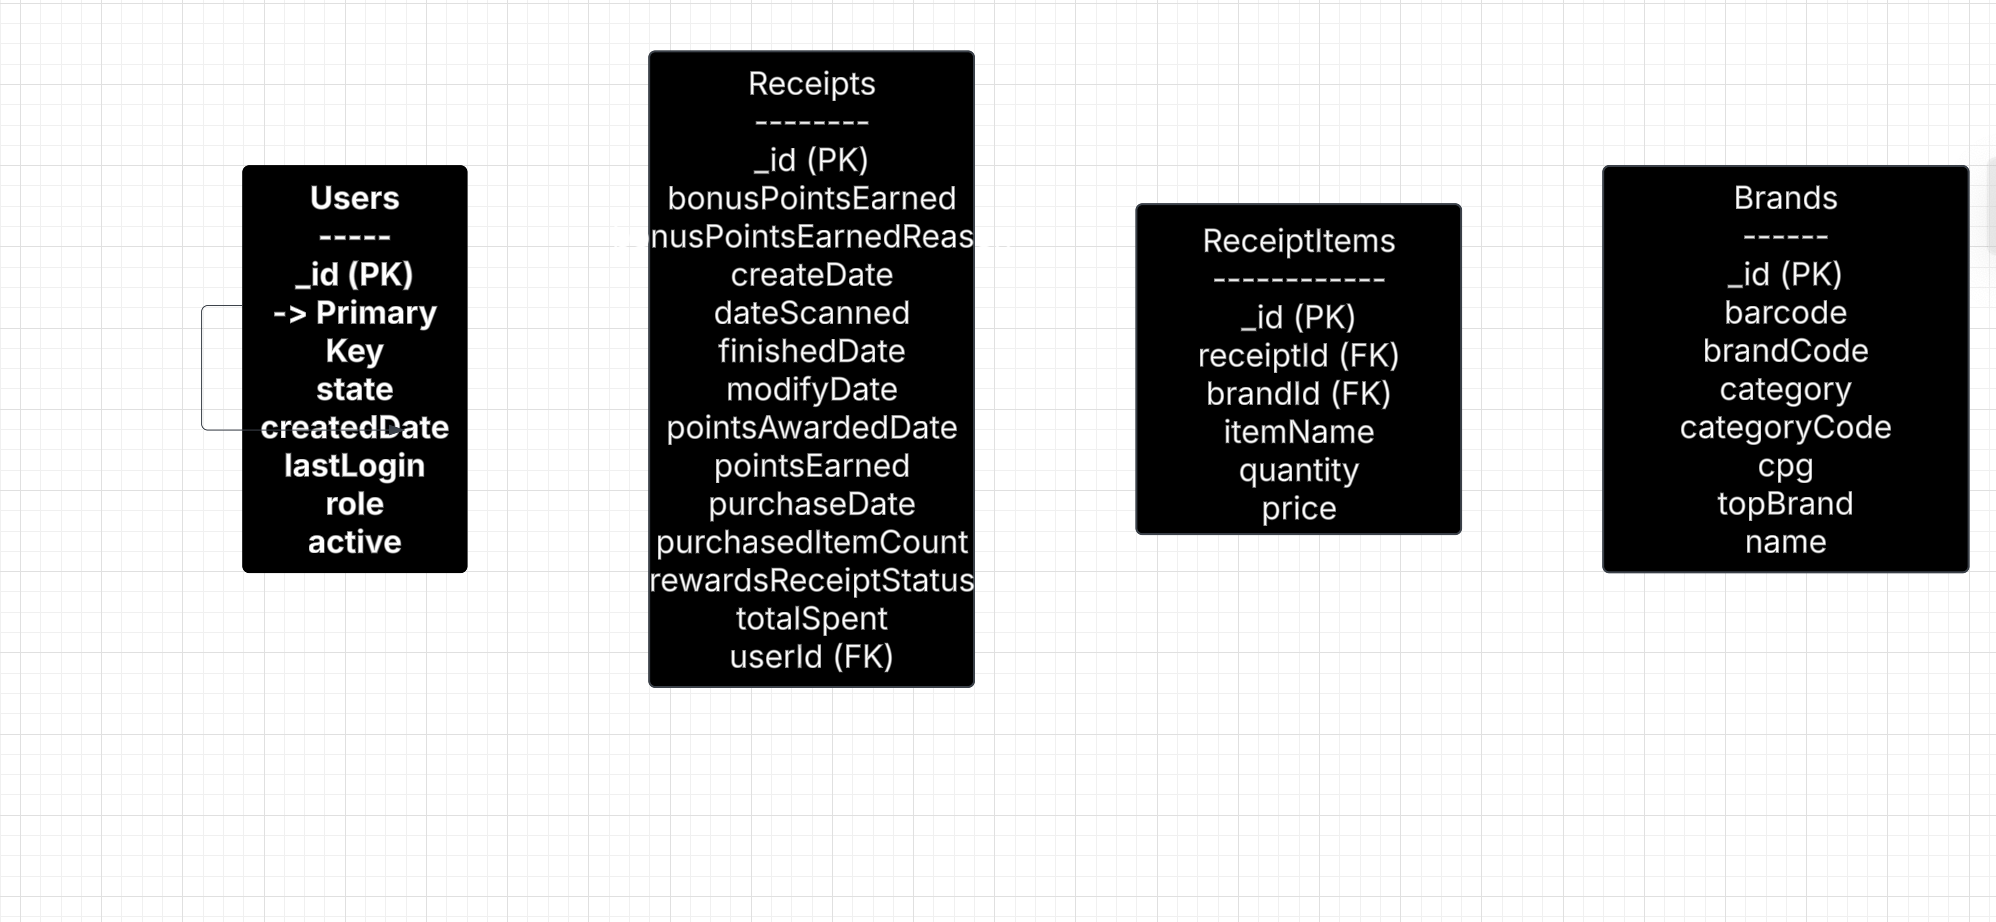 Users
-----
_id (PK)
-> Primary
Key
state
createdDate
lastLogin
role
active
Receipts
--------
_id (PK)
bonusPointsEarned
onusPointsEarnedReaso
createDate
dateScanned
finishedDate
modifyDate
pointsAwardedDate
pointsEarned
purchaseDate
purchasedItemCount
rewardsReceiptStatus
totalSpent
userId (FK)
ReceiptItems
------------
_id (PK)
receiptId (FK)
brandId (FK)
itemName
quantity
price
Brands
------
_id (PK)
barcode
brandCode
category
categoryCode
cpg
topBrand
name